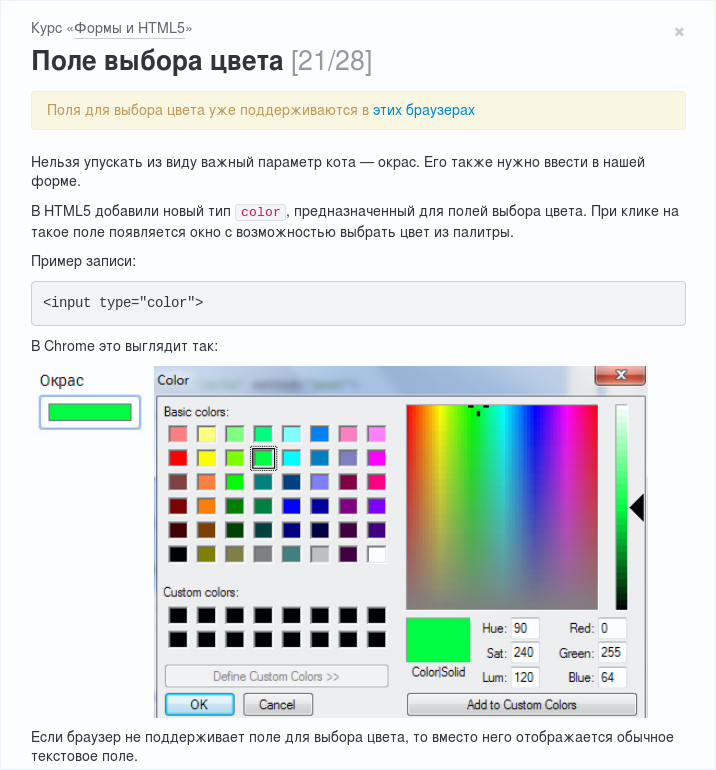 Курс «Формы и HTML5»
×
Поле выбора цвета [21/28]
Поля для выбора цвета уже поддерживаются в этих браузерах
Нельзя упускать из виду важный параметр кота — окрас. Его также нужно ввести в нашей
форме.
В HTML5 добавили новый тип color, предназначенный для полей выбора цвета. При клике на
такое поле появляется окно с возможностью выбрать цвет из палитры.
Пример записи:
<input type="color">
В Chrome это выглядит так:
Окрас
Color
Basic colors:
Custom colors:
Define Custom Colors >>
OK Cancel
Color|Solid
Hue: 90 Red: 0
Sat: 240 Green: 255
Lum: 120 Blue: 64
Add to Custom Colors
Если браузер не поддерживает поле для выбора цвета, то вместо него отображается обычное
текстовое поле.